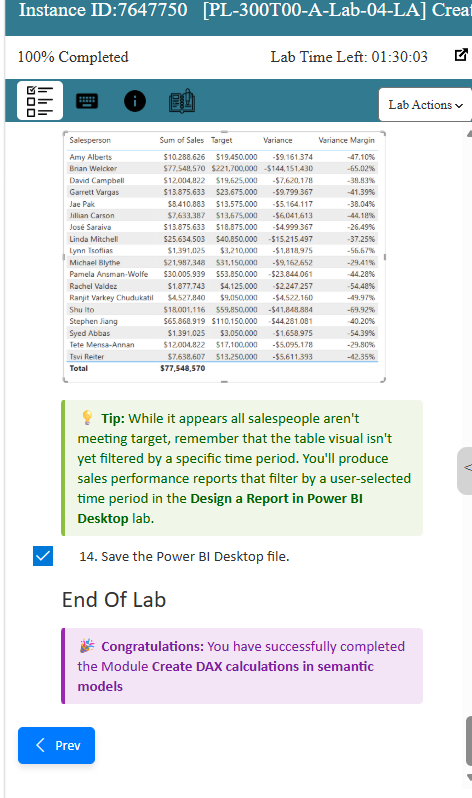 Instance ID:7647750 [PL-300T00-A-Lab-04-LA] Creat
100% Completed Lab Time Left: 01:30:03
Lab Actions
Salesperson Sum of Sales Target Variance Variance Margin
Amy Alberts $10,288,626 $19,450,000 -$9,161,374 -47.10%
Brian Welcker $77,548,570 $221,700,000 -$144,151,430 -65.02%
David Campbell $12,004,822 $19,625,000 -$7,620,178 -38.83%
Garrett Vargas $13,875,633 $23,675,000 -$9,799,367 -41.39%
Jae Pak $8,410,883 $13,575,000 -$5,164,117 -38.04%
Jillian Carson $7,633,387 $13,675,000 -$6,041,613 -44.18%
José Saraiva $13,875,633 $18,875,000 -$4,999,367 -26.49%
Linda Mitchell $25,634,503 $40,850,000 -$15,215,497 -37.25%
Lynn Tsoflias $1,391,025 $3,210,000 -$1,818,975 -56.67%
Michael Blythe $21,987,348 $31,150,000 -$9,162,652 -29.41%
Pamela Ansman-Wolfe $30,005,939 $53,850,000 -$23,844,061 -44.28%
Rachel Valdez $1,877,743 $4,125,000 -$2,247,257 -54.48%
Ranjit Varkey Chudukatil $4,527,840 $9,050,000 -$4,522,160 -49.97%
Shu Ito $18,001,116 $59,850,000 -$41,848,884 -69.92%
Stephen Jiang $65,868,919 $110,150,000 -$44,281,081 -40.20%
Syed Abbas $1,391,025 $3,050,000 -$1,658,975 -54.39%
Tete Mensa-Annan $12,004,822 $17,100,000 -$5,095,178 -29.80%
Tsvi Reiter $7,638,607 $13,250,000 -$5,611,393 -42.35%
Total $77,548,570
Tip: While it appears all salespeople aren't
meeting target, remember that the table visual isn't
yet filtered by a specific time period. You'll produce
sales performance reports that filter by a user-selected
time period in the Design a Report in Power BI
Desktop lab.
14. Save the Power BI Desktop file.
End Of Lab
Congratulations: You have successfully completed
the Module Create DAX calculations in semantic
models
Prev